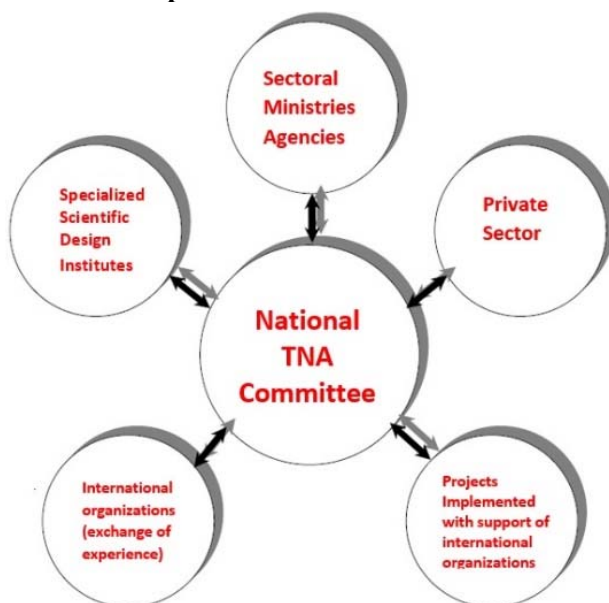 Sectoral
Ministries
Agencies
Specialized
Scientific
Design
Institutes
Private
Sector
National
TNA
Committee
International
organizations
(exchange of
experience)
Projects
Implemented
with support of
international
organizations